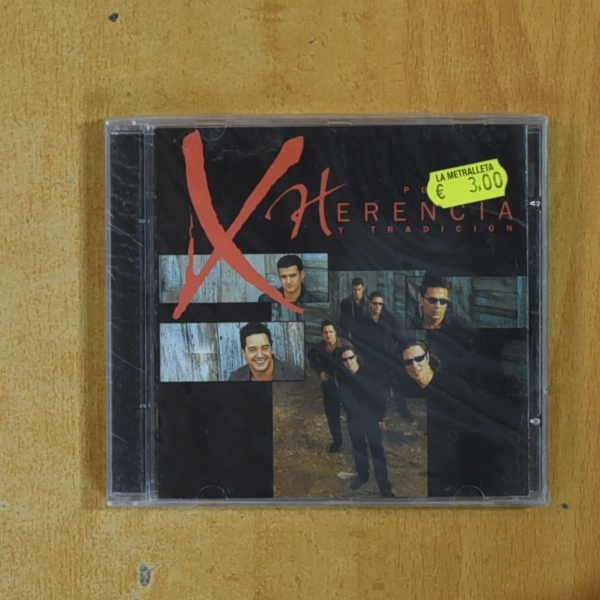 X
LA METRALLETA
€ 3,00
HERENCIA
Y TRADICION